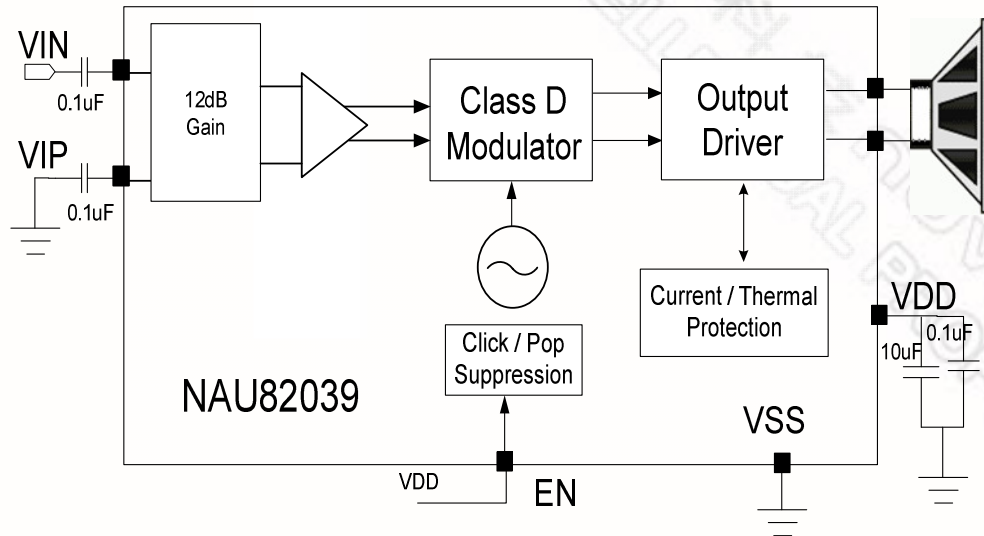 VIN
0.1uF
VIP
0.1uF
12dB
Gain
Class D
Modulator
Output
Driver
Current / Thermal
Protection
Click / Pop
Suppression
NAU82039
VDD
0.1uF
10uF
VSS
VDD
EN